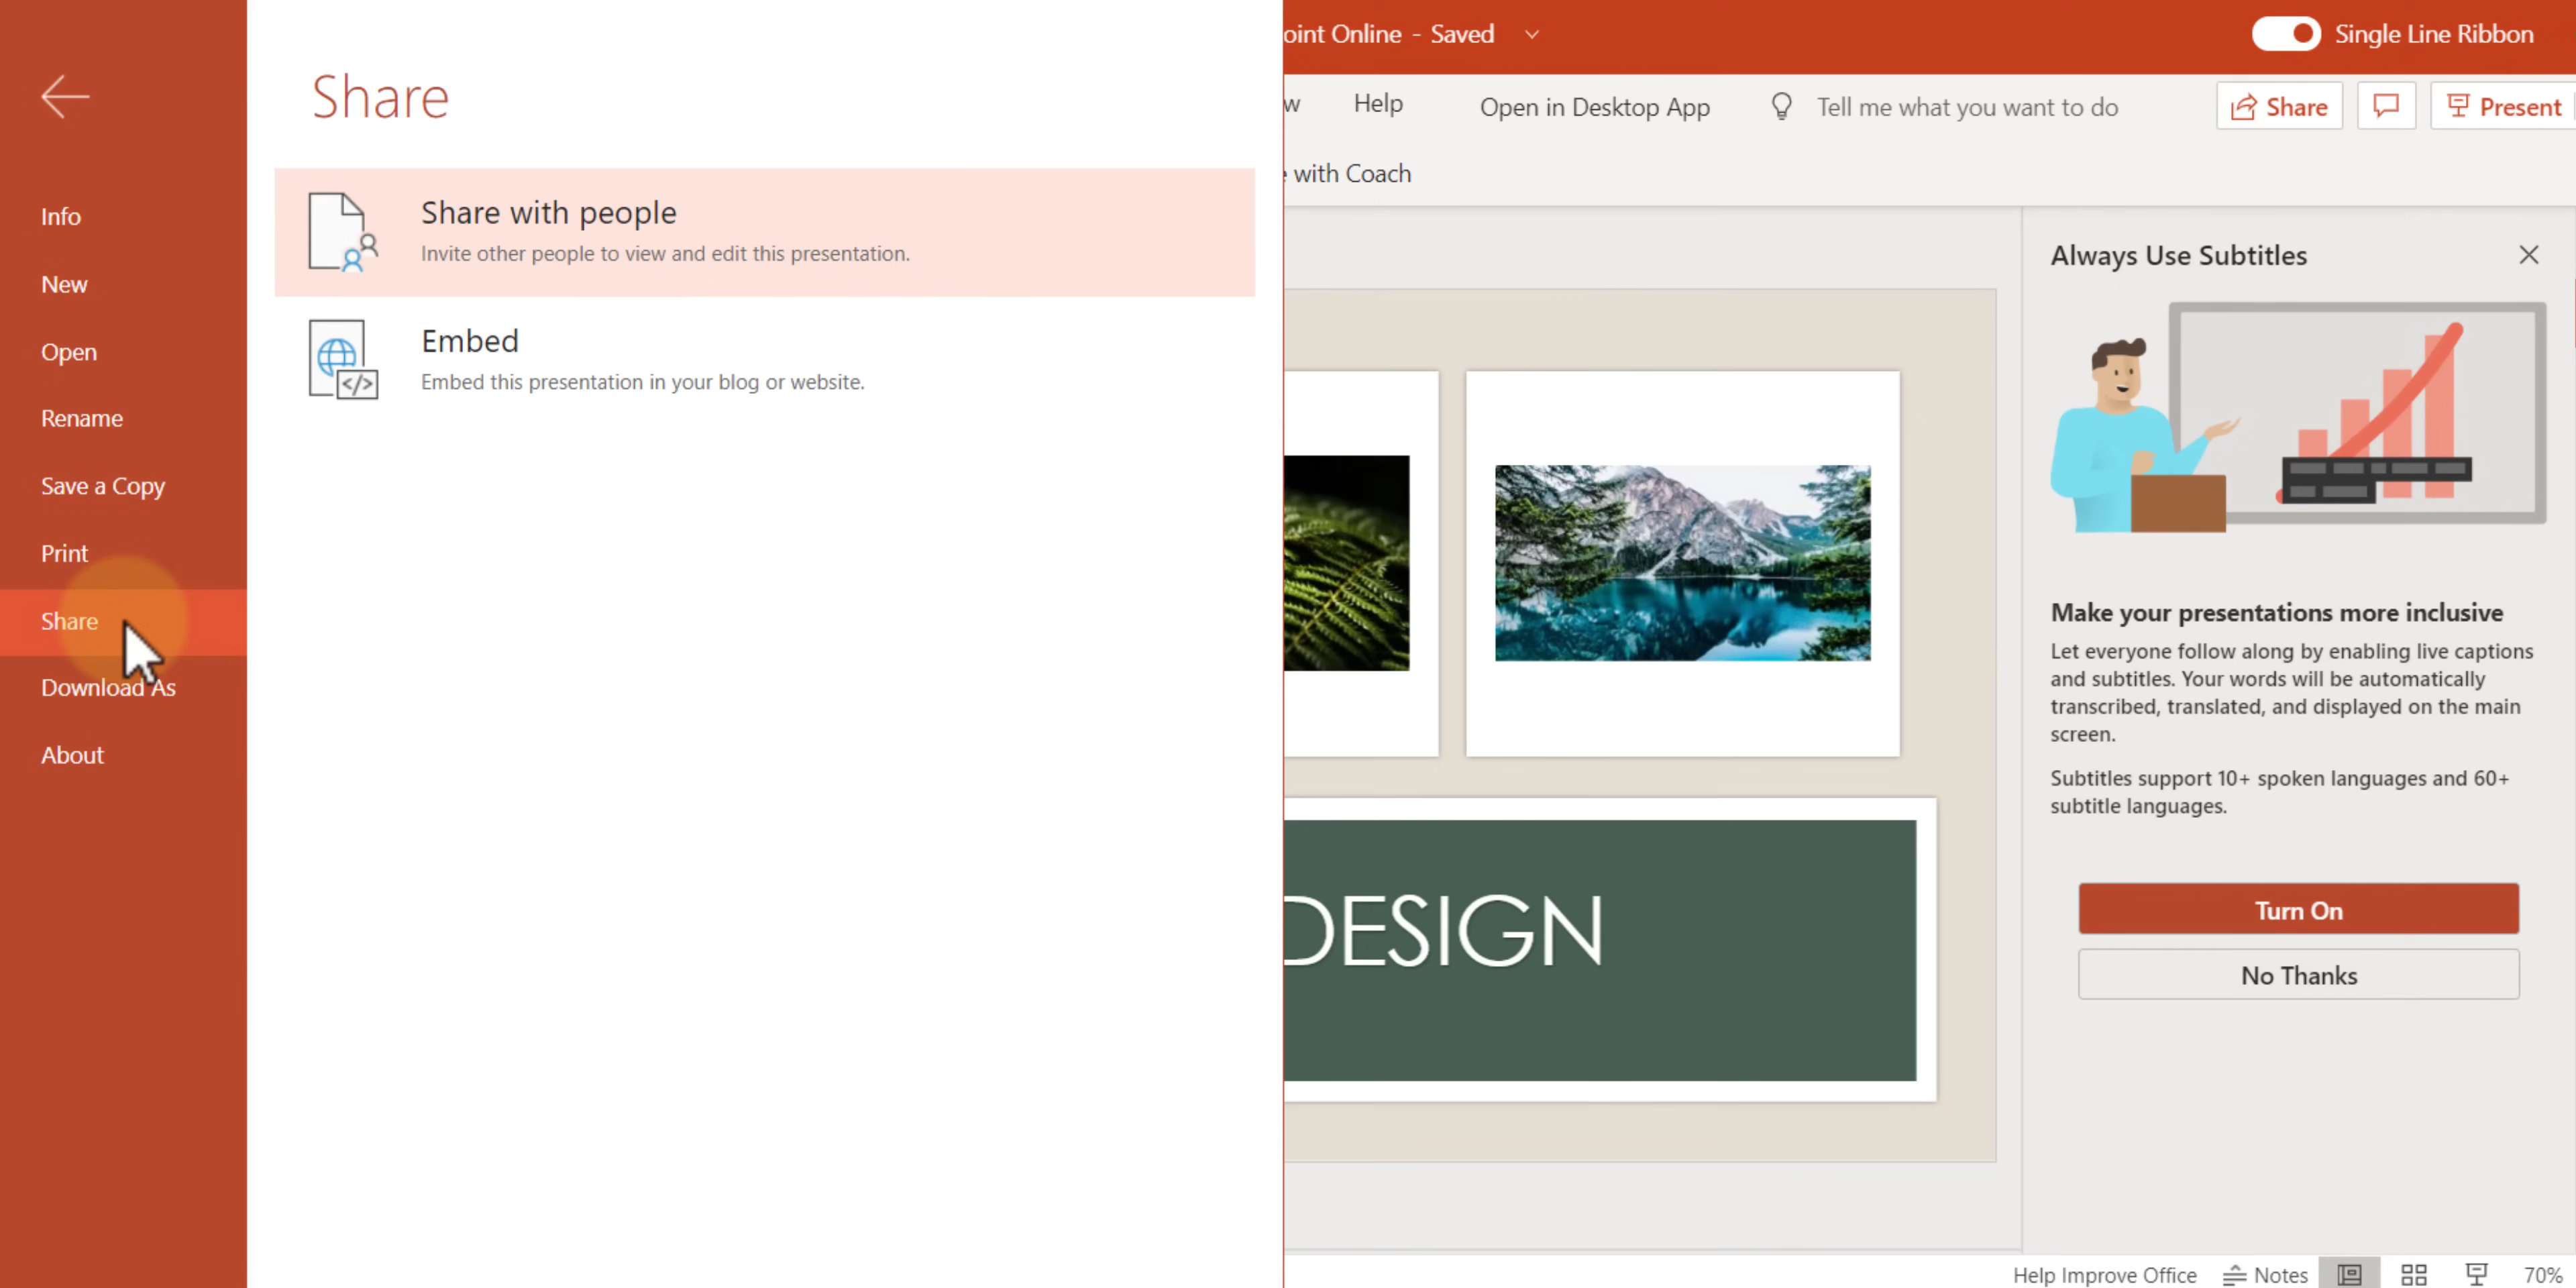 Info
New
Open
Rename
Save a Copy
Print
Share
Download As
About
Share
Share with people
Invite other people to view and edit this presentation.
Embed
Embed this presentation in your blog or website.
oint Online - Saved
Single Line Ribbon
w Help Open in Desktop App Tell me what you want to do Share Present
with Coach
DESIGN
Always Use Subtitles
Make your presentations more inclusive
Let everyone follow along by enabling live captions
and subtitles. Your words will be automatically
transcribed, translated, and displayed on the main
screen.
Subtitles support 10+ spoken languages and 60+
subtitle languages.
Turn On
No Thanks
Help Improve Office Notes 70%